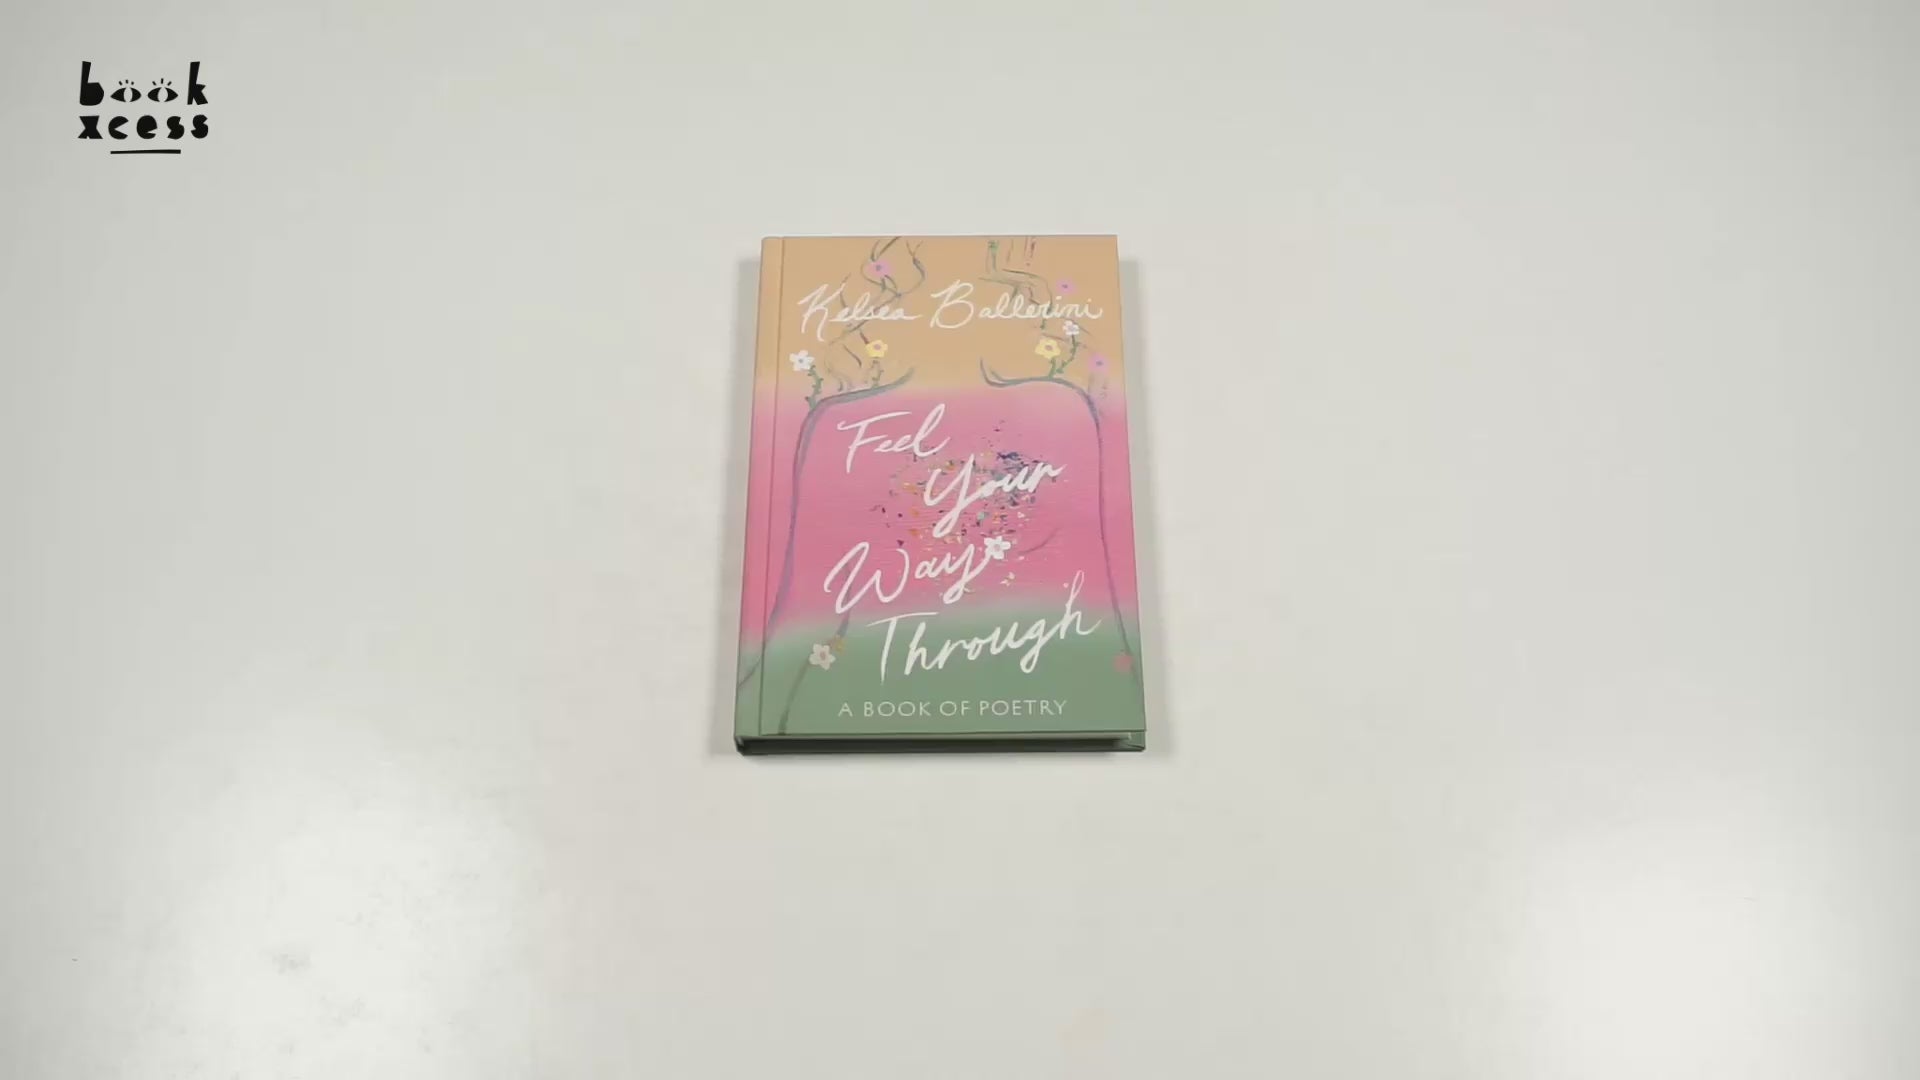 book
xcess
Kelsea Ballerini
Feel
Your
Way
Through
A BOOK OF POETRY